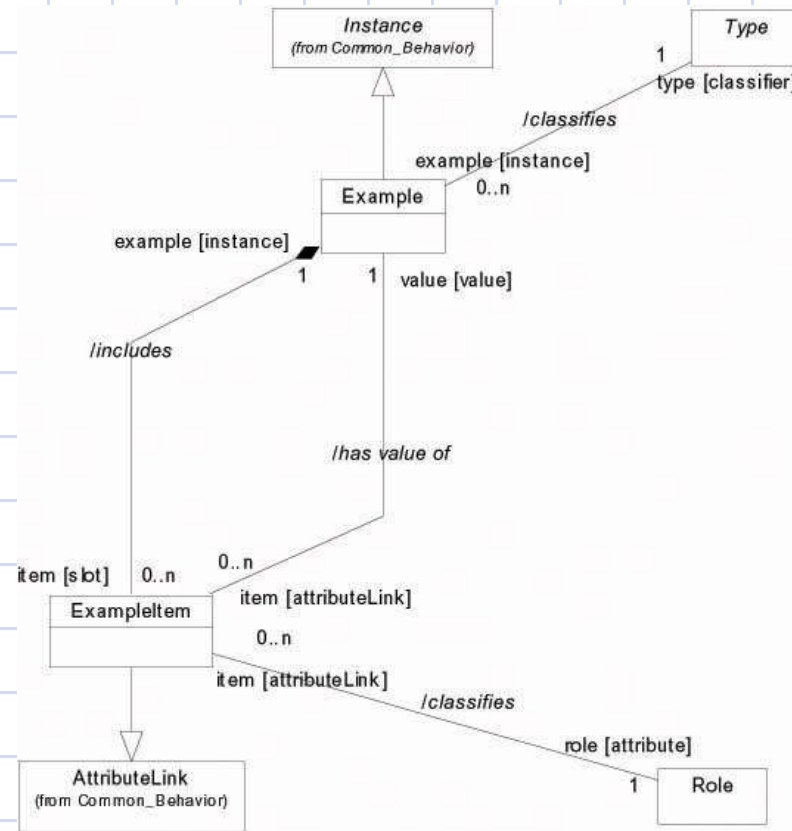 Instance
(from Common_Behavior)
Type
1
type [classifier]
/classifies
example [instance]
0..n
Example
example [instance]
1
1
value [value]
/includes
/has value of
0..n
item [slot]
0..n
item [attributeLink]
ExampleItem
0..n
item [attributeLink]
/classifies
role [attribute]
1
Role
AttributeLink
(from Common_Behavior)